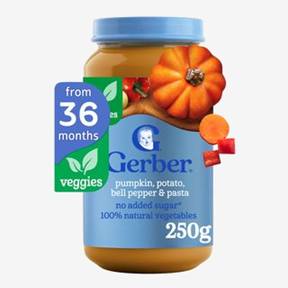 from
36
months
veggies
G
Gerber®
pumpkin, potato,
bell pepper & pasta
no added sugar*
100% natural vegetables
250g